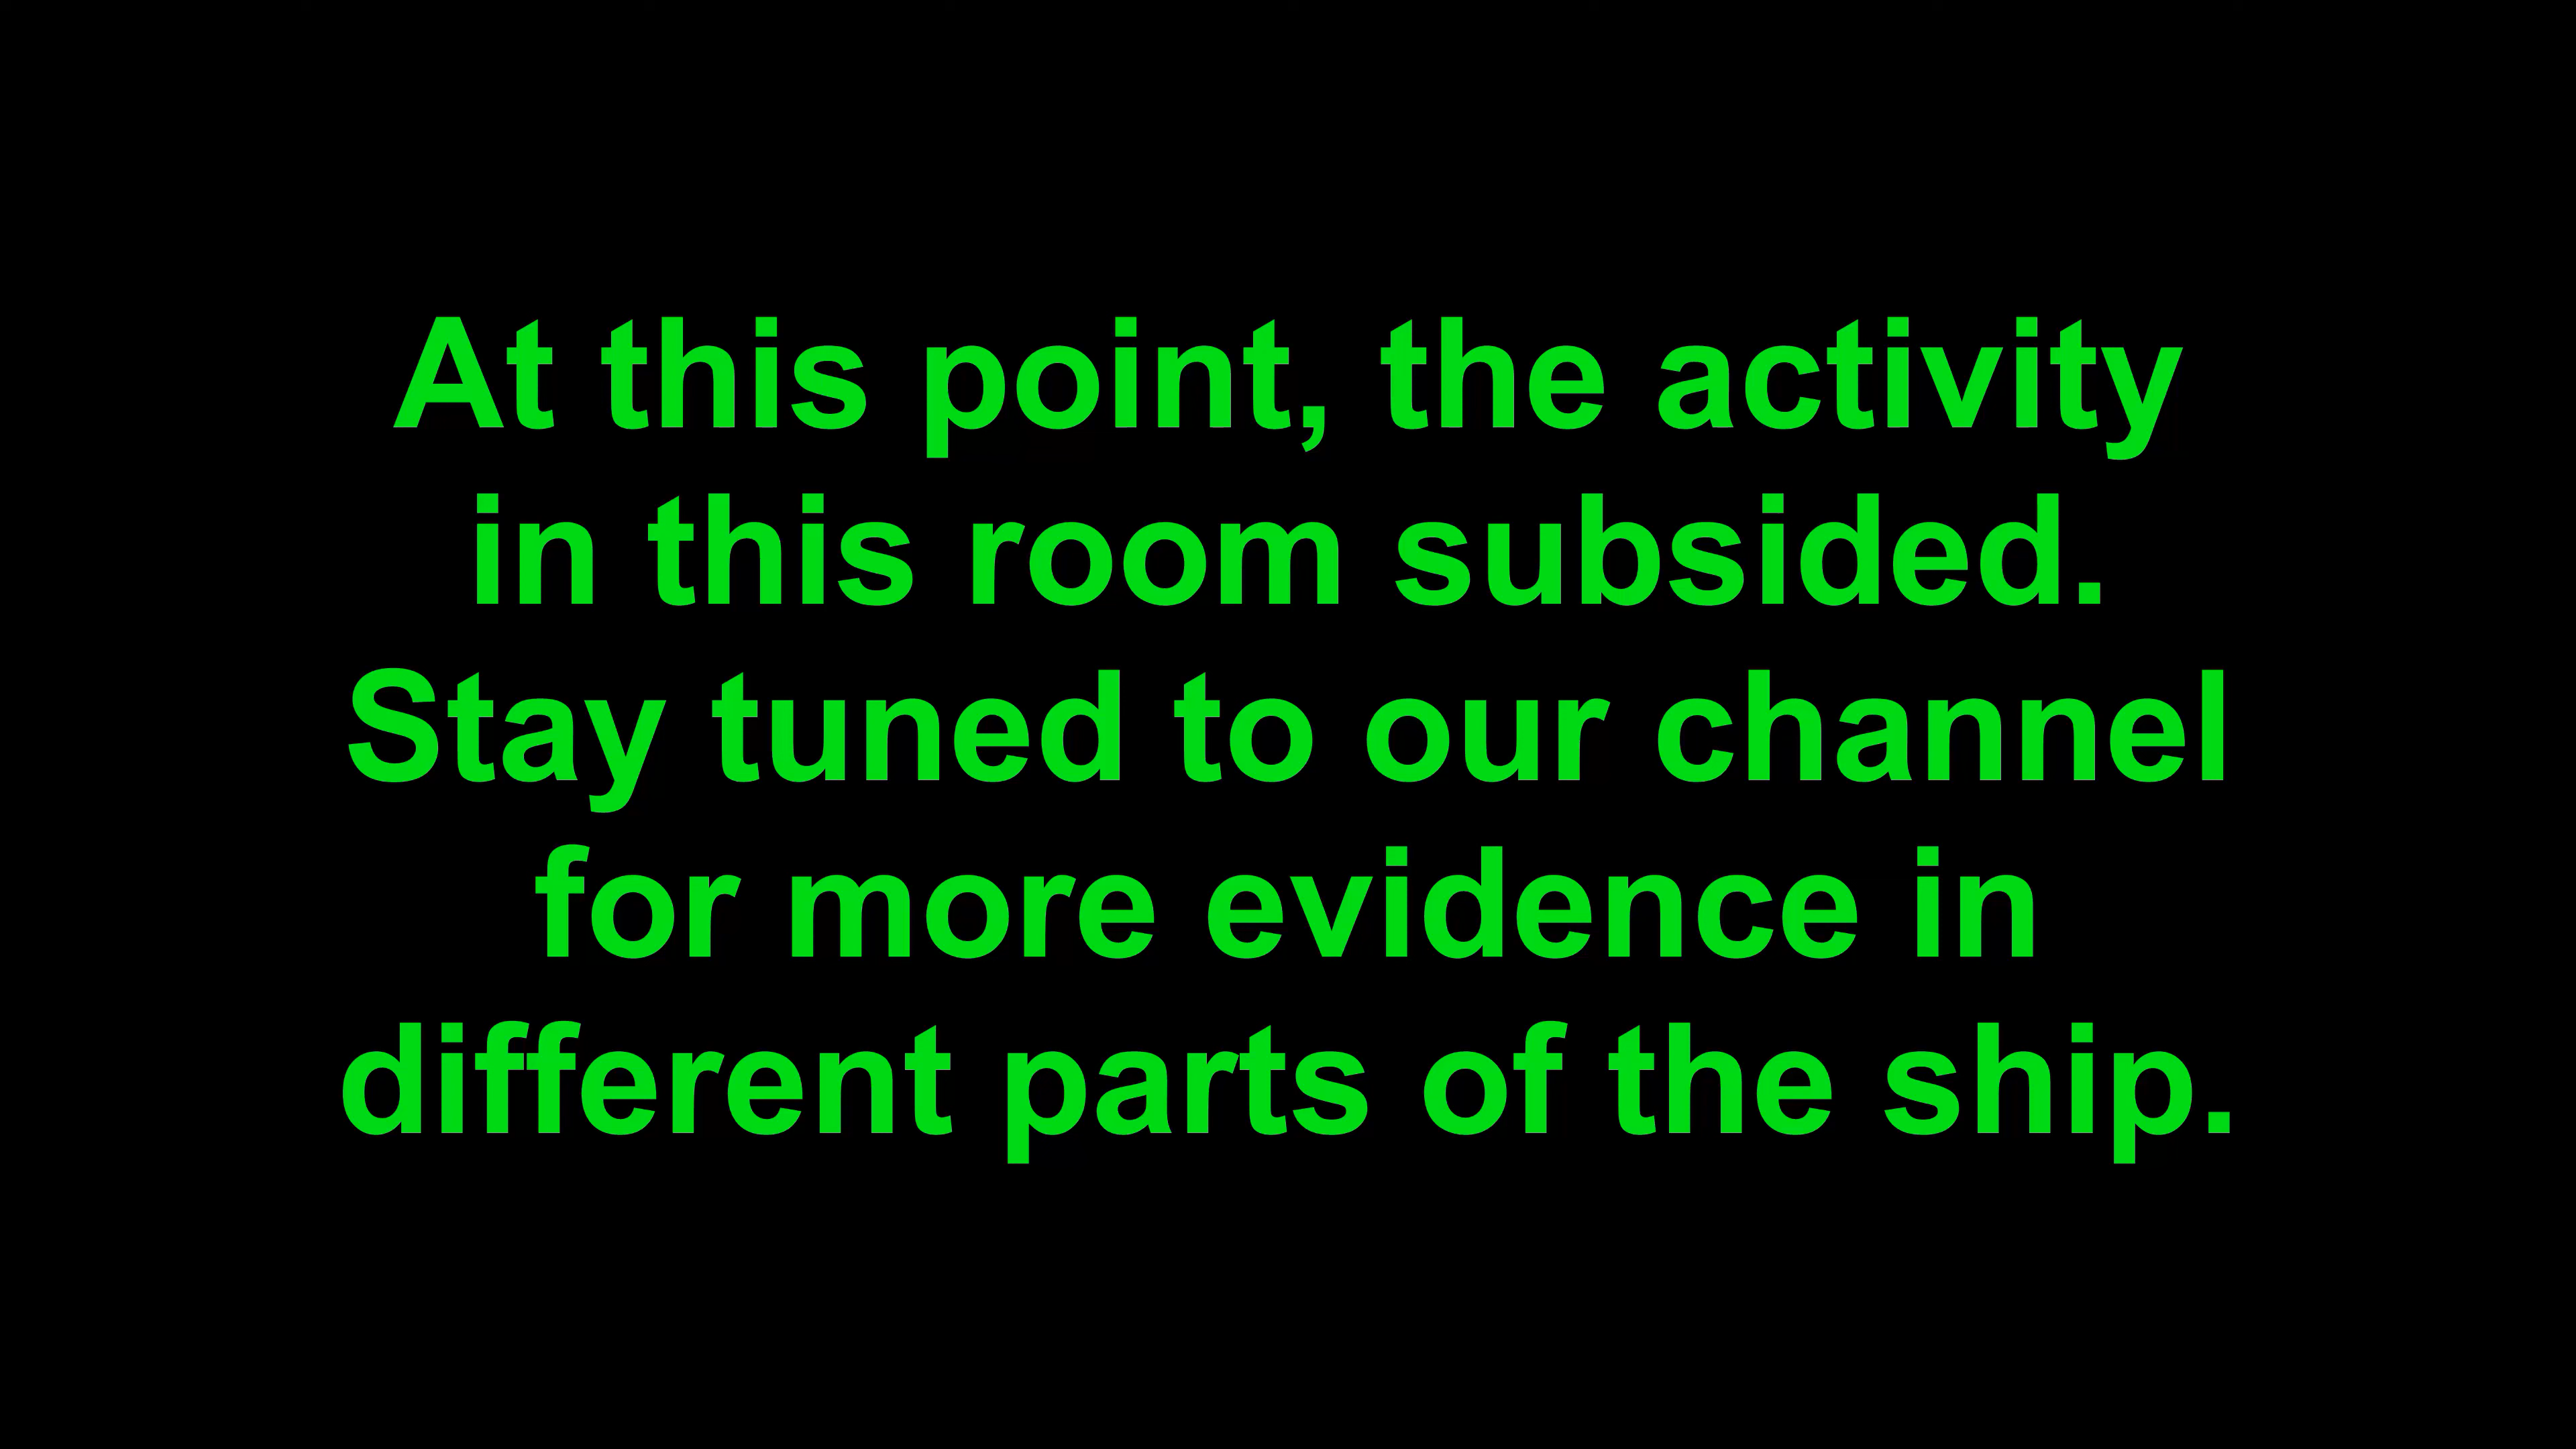 At this point, the activity
in this room subsided.
Stay tuned to our channel
for more evidence in
different parts of the ship.